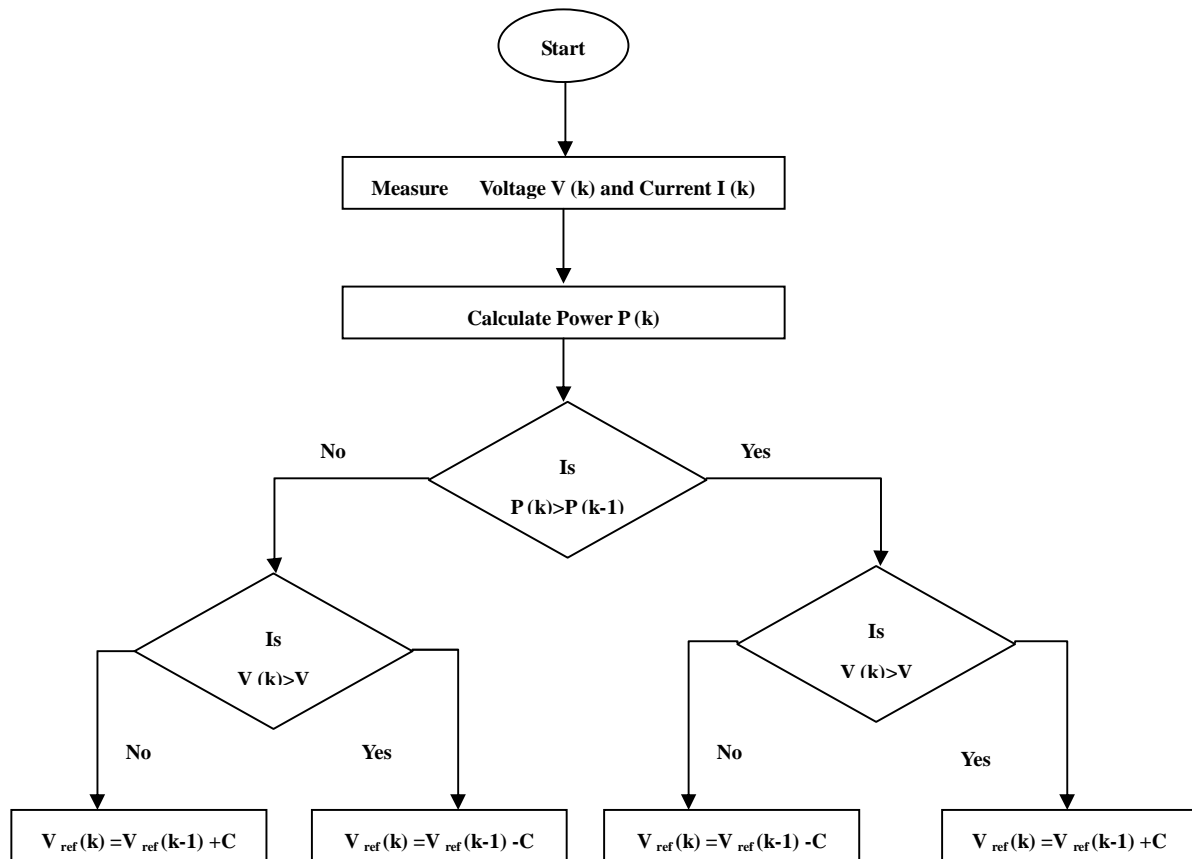 Start
Measure Voltage V (k) and Current I (k)
Calculate Power P (k)
No
Yes
Is
P (k)>P (k-1)
Is
V (k)>V
Is
V (k)>V
No
Yes
No
Yes
V ref (k) =V ref (k-1) +C
V ref (k) =V ref (k-1) -C
V ref (k) =V ref (k-1) -C
V ref (k) =V ref (k-1) +C